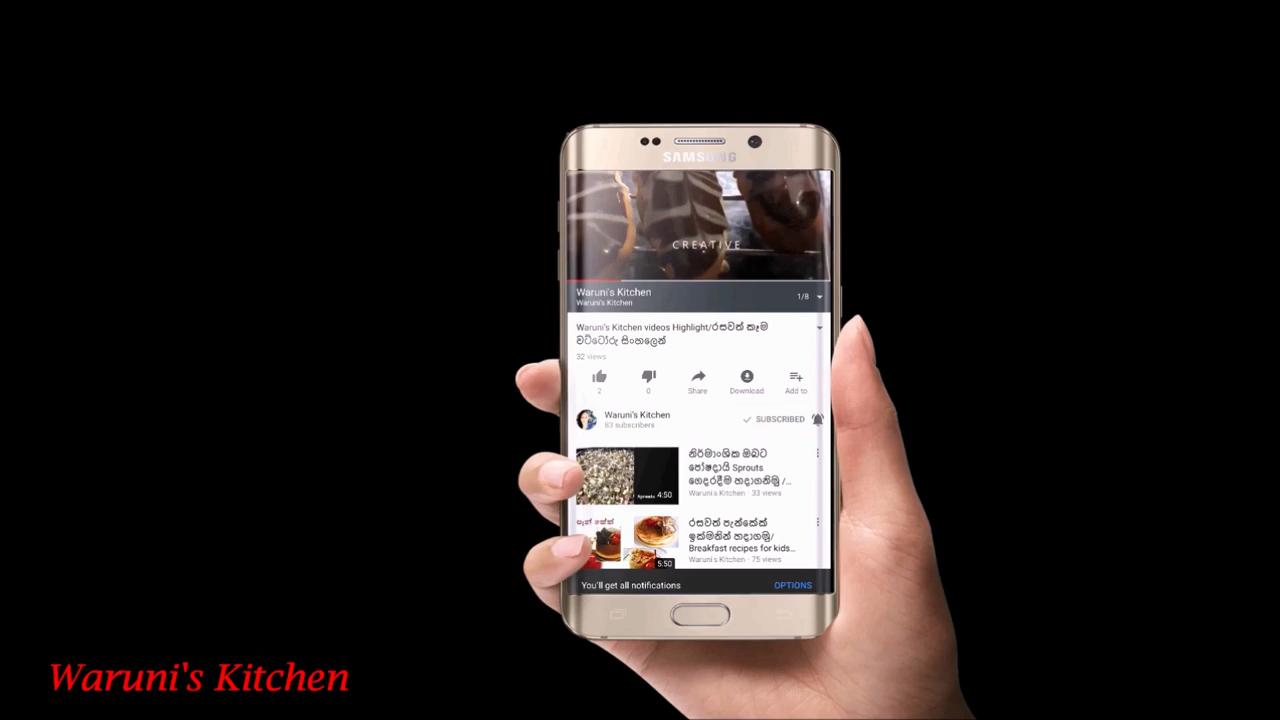 SAMSUNG
CREATIVE
Waruni's Kitchen
Waruni's Kitchen
1/8
Waruni's Kitchen videos Highlight/රසවත් කෑම
වට්ටෝරු සිංහලෙන්
32 views
2
0
Share
Download
Add to
Waruni's Kitchen
83 subscribers
SUBSCRIBED
නිර්මාංශික ඔබට
පෝෂදායි Sprouts
ගෙදරදීම හදාගනිමු /...
Waruni's Kitchen · 33 views
Sprouts
4:50
රසවත් පැන්කේක්
ඉක්මනින් හදාගමු/
Breakfast recipes for kids...
Waruni's Kitchen · 75 views
පෑන් කේක්
5:50
You'll get all notifications
OPTIONS
Waruni's Kitchen